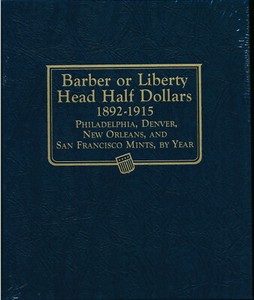 Barber or Liberty
Head Half Dollars
1892-1915
Philadelphia, Denver,
New Orleans, and
San Francisco Mints, by Year